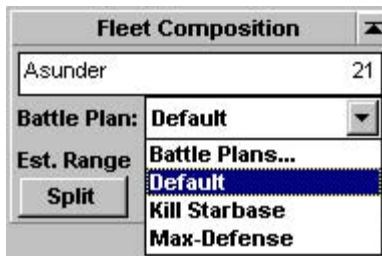 Fleet Composition
Asunder 21
Battle Plan: Default
Est. Range Battle Plans...
Default
Split Kill Starbase
Max-Defense